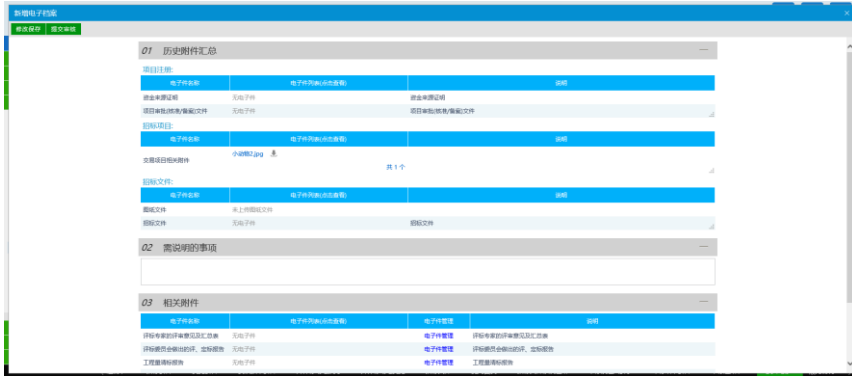 新增电子档案
修改保存 提交审核
01 历史附件汇总
项目注册:
电子件名称 电子件列表(点击查看) 说明
资金来源证明 无电子件 资金来源证明
项目审批(核准/备案)文件 无电子件 项目审批(核准/备案)文件
招标项目:
电子件名称 电子件列表(点击查看) 说明
交易项目相关附件 小动物2.jpg
共 1 个
招标文件:
电子件名称 电子件列表(点击查看) 说明
图纸文件 未上传图纸文件
招标文件 无电子件 招标文件
02 需说明的事项
03 相关附件
电子件名称 电子件列表(点击查看) 电子件管理 说明
评标专家的评审意见及汇总表 无电子件 电子件管理 评标专家的评审意见及汇总表
评标委员会做出的评、定标报告 无电子件 电子件管理 评标委员会做出的评、定标报告
工程量清标报告 无电子件 电子件管理 工程量清标报告